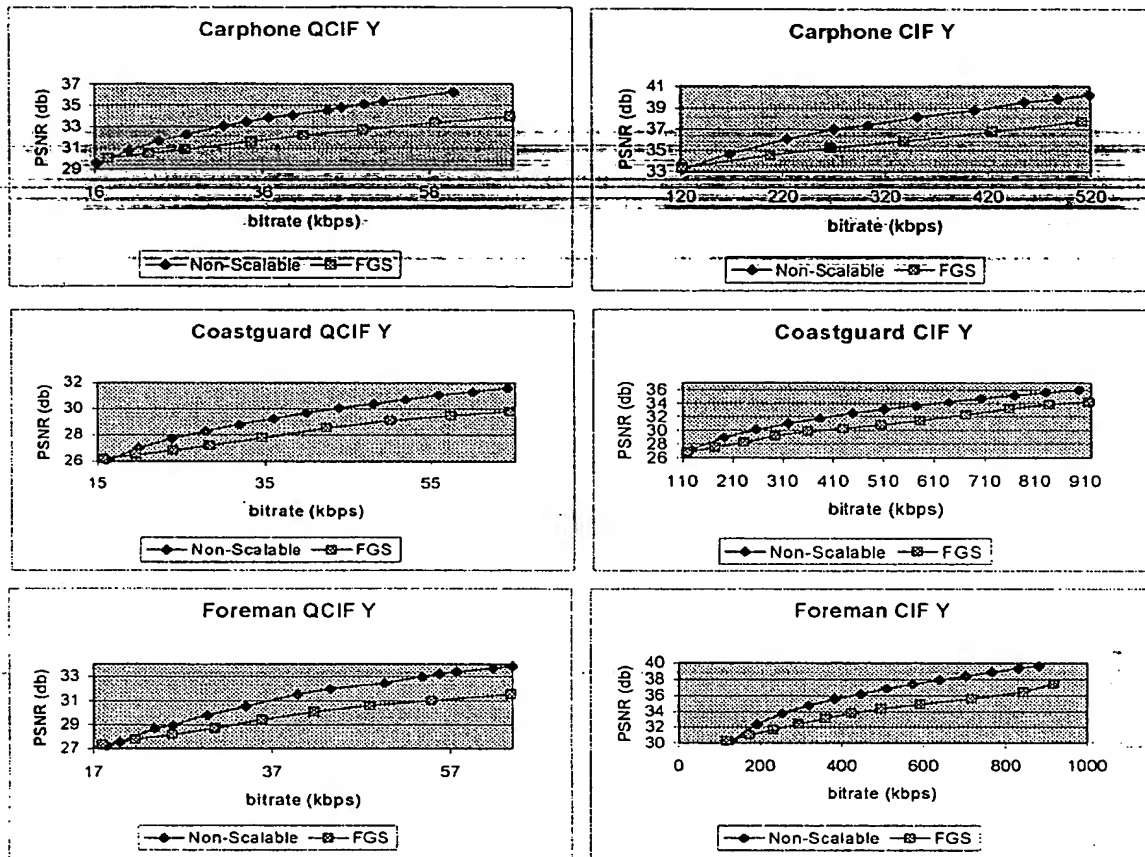 Carphone QCIF Y
PSNR (db)
37
35
33
31
29
16
36
56
bitrate (kbps)
Non-Scalable FGS
Carphone CIF Y
PSNR (db)
41
39
37
35
33
120
220
320
420
520
bitrate (kbps)
Non-Scalable FGS
Coastguard QCIF Y
PSNR (db)
32
30
28
26
15
35
55
bitrate (kbps)
Non-Scalable FGS
Coastguard CIF Y
PSNR (db)
36
34
32
30
28
26
110 210 310 410 510 610 710 810 910
bitrate (kbps)
Non-Scalable FGS
Foreman QCIF Y
PSNR (db)
33
31
29
27
17
37
57
bitrate (kbps)
Non-Scalable FGS
Foreman CIF Y
PSNR (db)
40
38
36
34
32
30
0
200
400
600
800
1000
bitrate (kbps)
Non-Scalable FGS